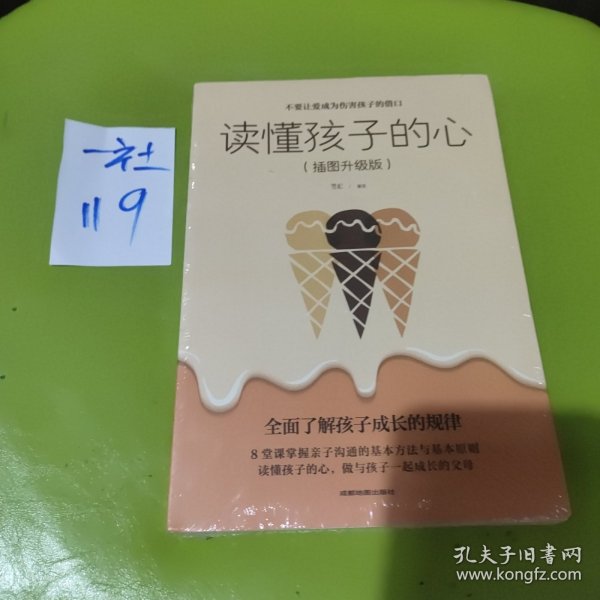 一社
119
不要让爱成为伤害孩子的借口
读懂孩子的心
(插图升级版)
全面了解孩子成长的规律
8堂课掌握亲子沟通的基本方法与基本原则
读懂孩子的心，做与孩子一起成长的父母
成都地图出版社
孔夫子旧书网
www.kongfz.com